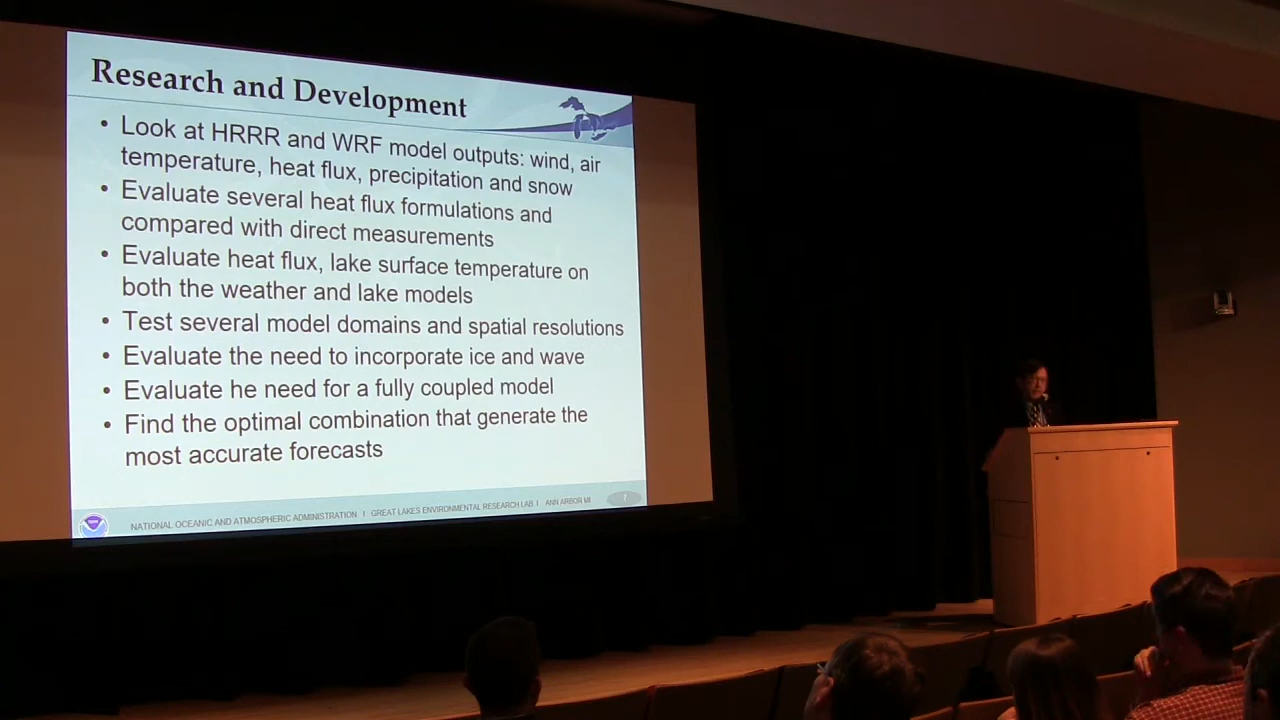 Research and Development
• Look at HRRR and WRF model outputs: wind, air
temperature, heat flux, precipitation and snow
• Evaluate several heat flux formulations and
compared with direct measurements
• Evaluate heat flux, lake surface temperature on
both the weather and lake models
• Test several model domains and spatial resolutions
• Evaluate the need to incorporate ice and wave
• Evaluate he need for a fully coupled model
• Find the optimal combination that generate the
most accurate forecasts
NATIONAL OCEANIC AND ATMOSPHERIC ADMINISTRATION I GREAT LAKES ENVIRONMENTAL RESEARCH LAB I ANN ARBOR MI